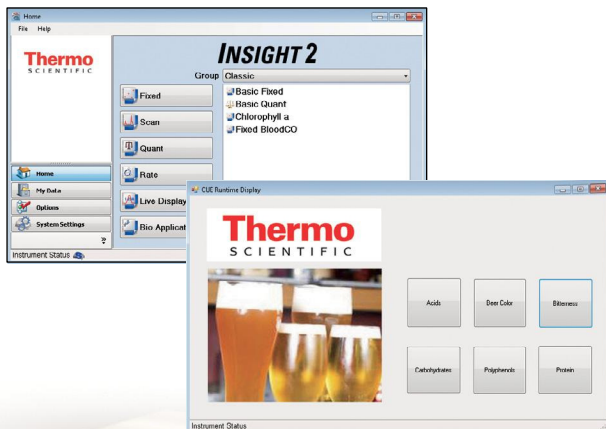 Home
File Help
Thermo
SCIENTIFIC
INSIGHT 2
Group Classic
Fixed
Scan
Quant
Rate
Live Display
Bio Applicat
Basic Fixed
Basic Quant
Chlorophyll a
Fixed BloodCO
Home
My Data
Options
System Settings
Instrument Status
CUE Runtime Display
Thermo
SCIENTIFIC
Acids
Beer Color
Bitterness
Carbohydrates
Polyphenols
Protein
Instrument Status